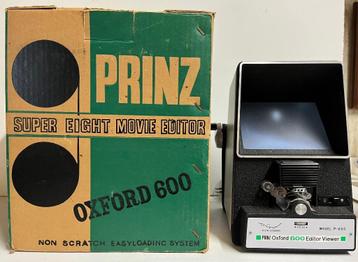 PRINZ
SUPER EIGHT MOVIE EDITOR
OXFORD 600
NON SCRATCH EASYLOADING SYSTEM
PRINZ Oxford 600 Editor Viewer